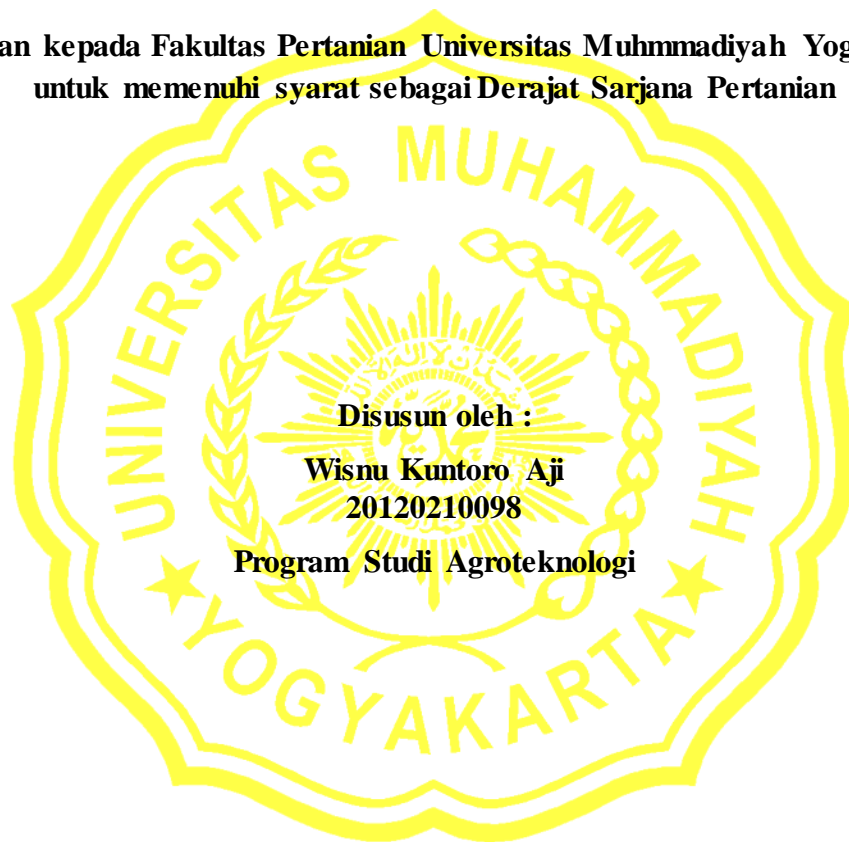 an kepada Fakultas Pertanian Universitas Muhmmadiyah Yog
untuk memenuhi syarat sebagai Derajat Sarjana Pertanian
UNIVERSITAS MUHAMMADIYAH
YOGYAKARTA
Disusun oleh :
Wisnu Kuntoro Aji
20120210098
Program Studi Agroteknologi